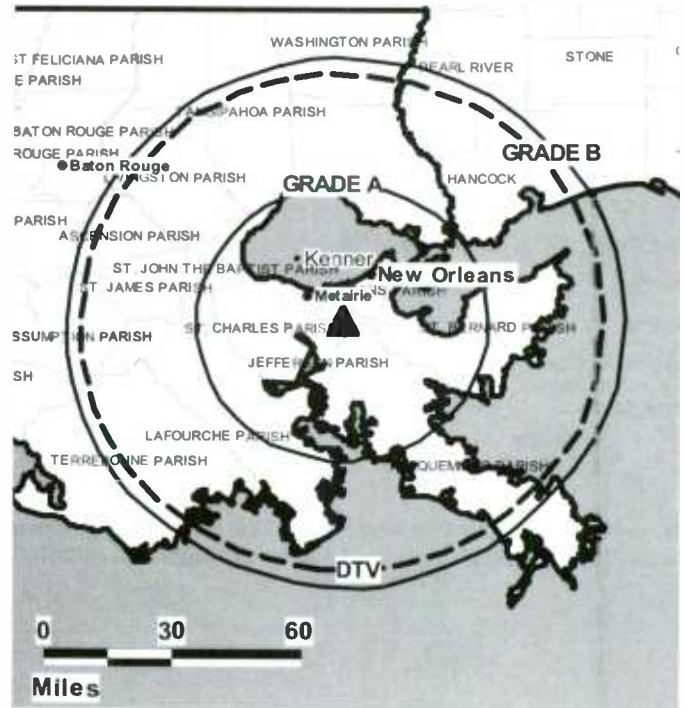 WASHINGTON PARISH
ST FELICIANA PARISH
STONE
PEARL RIVER
E PARISH
TANGIPAHOA PARISH
BATON ROUGE PARISH
ROUGE PARISH
GRADE B
Baton Rouge
LIVINGSTON PARISH
GRADE A
HANCOCK
PARISH
ASCENSION PARISH
Kenner
ST. JOHN THE BAPTIST PARISH
New Orleans
ST. JAMES PARISH
Metairie
NS PARISH
ST. CHARLES PARISH
ST. BERNARD PARISH
SSUMPTION PARISH
JEFFERSON PARISH
SH
LAFOURCHE PARISH
TERREBONNE PARISH
QUEMINES PARISH
DTV
0 30 60
Miles